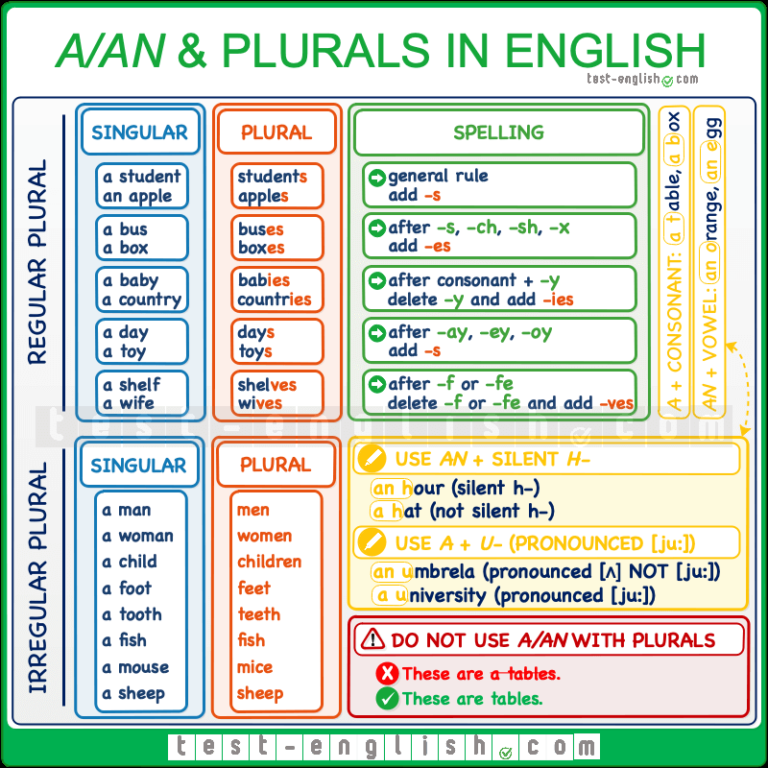 A/AN & PLURALS IN ENGLISH
test-english.com
REGULAR PLURAL
SINGULAR
a student
an apple
a bus
a box
a baby
a country
a day
a toy
a shelf
a wife
PLURAL
students
apples
buses
boxes
babies
countries
days
toys
shelves
wives
SPELLING
general rule
add -s
after -s, -ch, -sh, -x
add -es
after consonant + -y
delete -y and add -ies
after -ay, -ey, -oy
add -s
after -f or -fe
delete -f or -fe and add -ves
A + CONSONANT: a table, a box
AN + VOWEL: an orange, an egg
test-english.com
IRREGULAR PLURAL
SINGULAR
a man
a woman
a child
a foot
a tooth
a fish
a mouse
a sheep
PLURAL
men
women
children
feet
teeth
fish
mice
sheep
USE AN + SILENT H-
an hour (silent h-)
a hat (not silent h-)
USE A + U- (PRONOUNCED [ju:])
an umbrela (pronounced [ʌ] NOT [ju:])
a university (pronounced [ju:])
DO NOT USE A/AN WITH PLURALS
These are a tables.
These are tables.
test-english.com